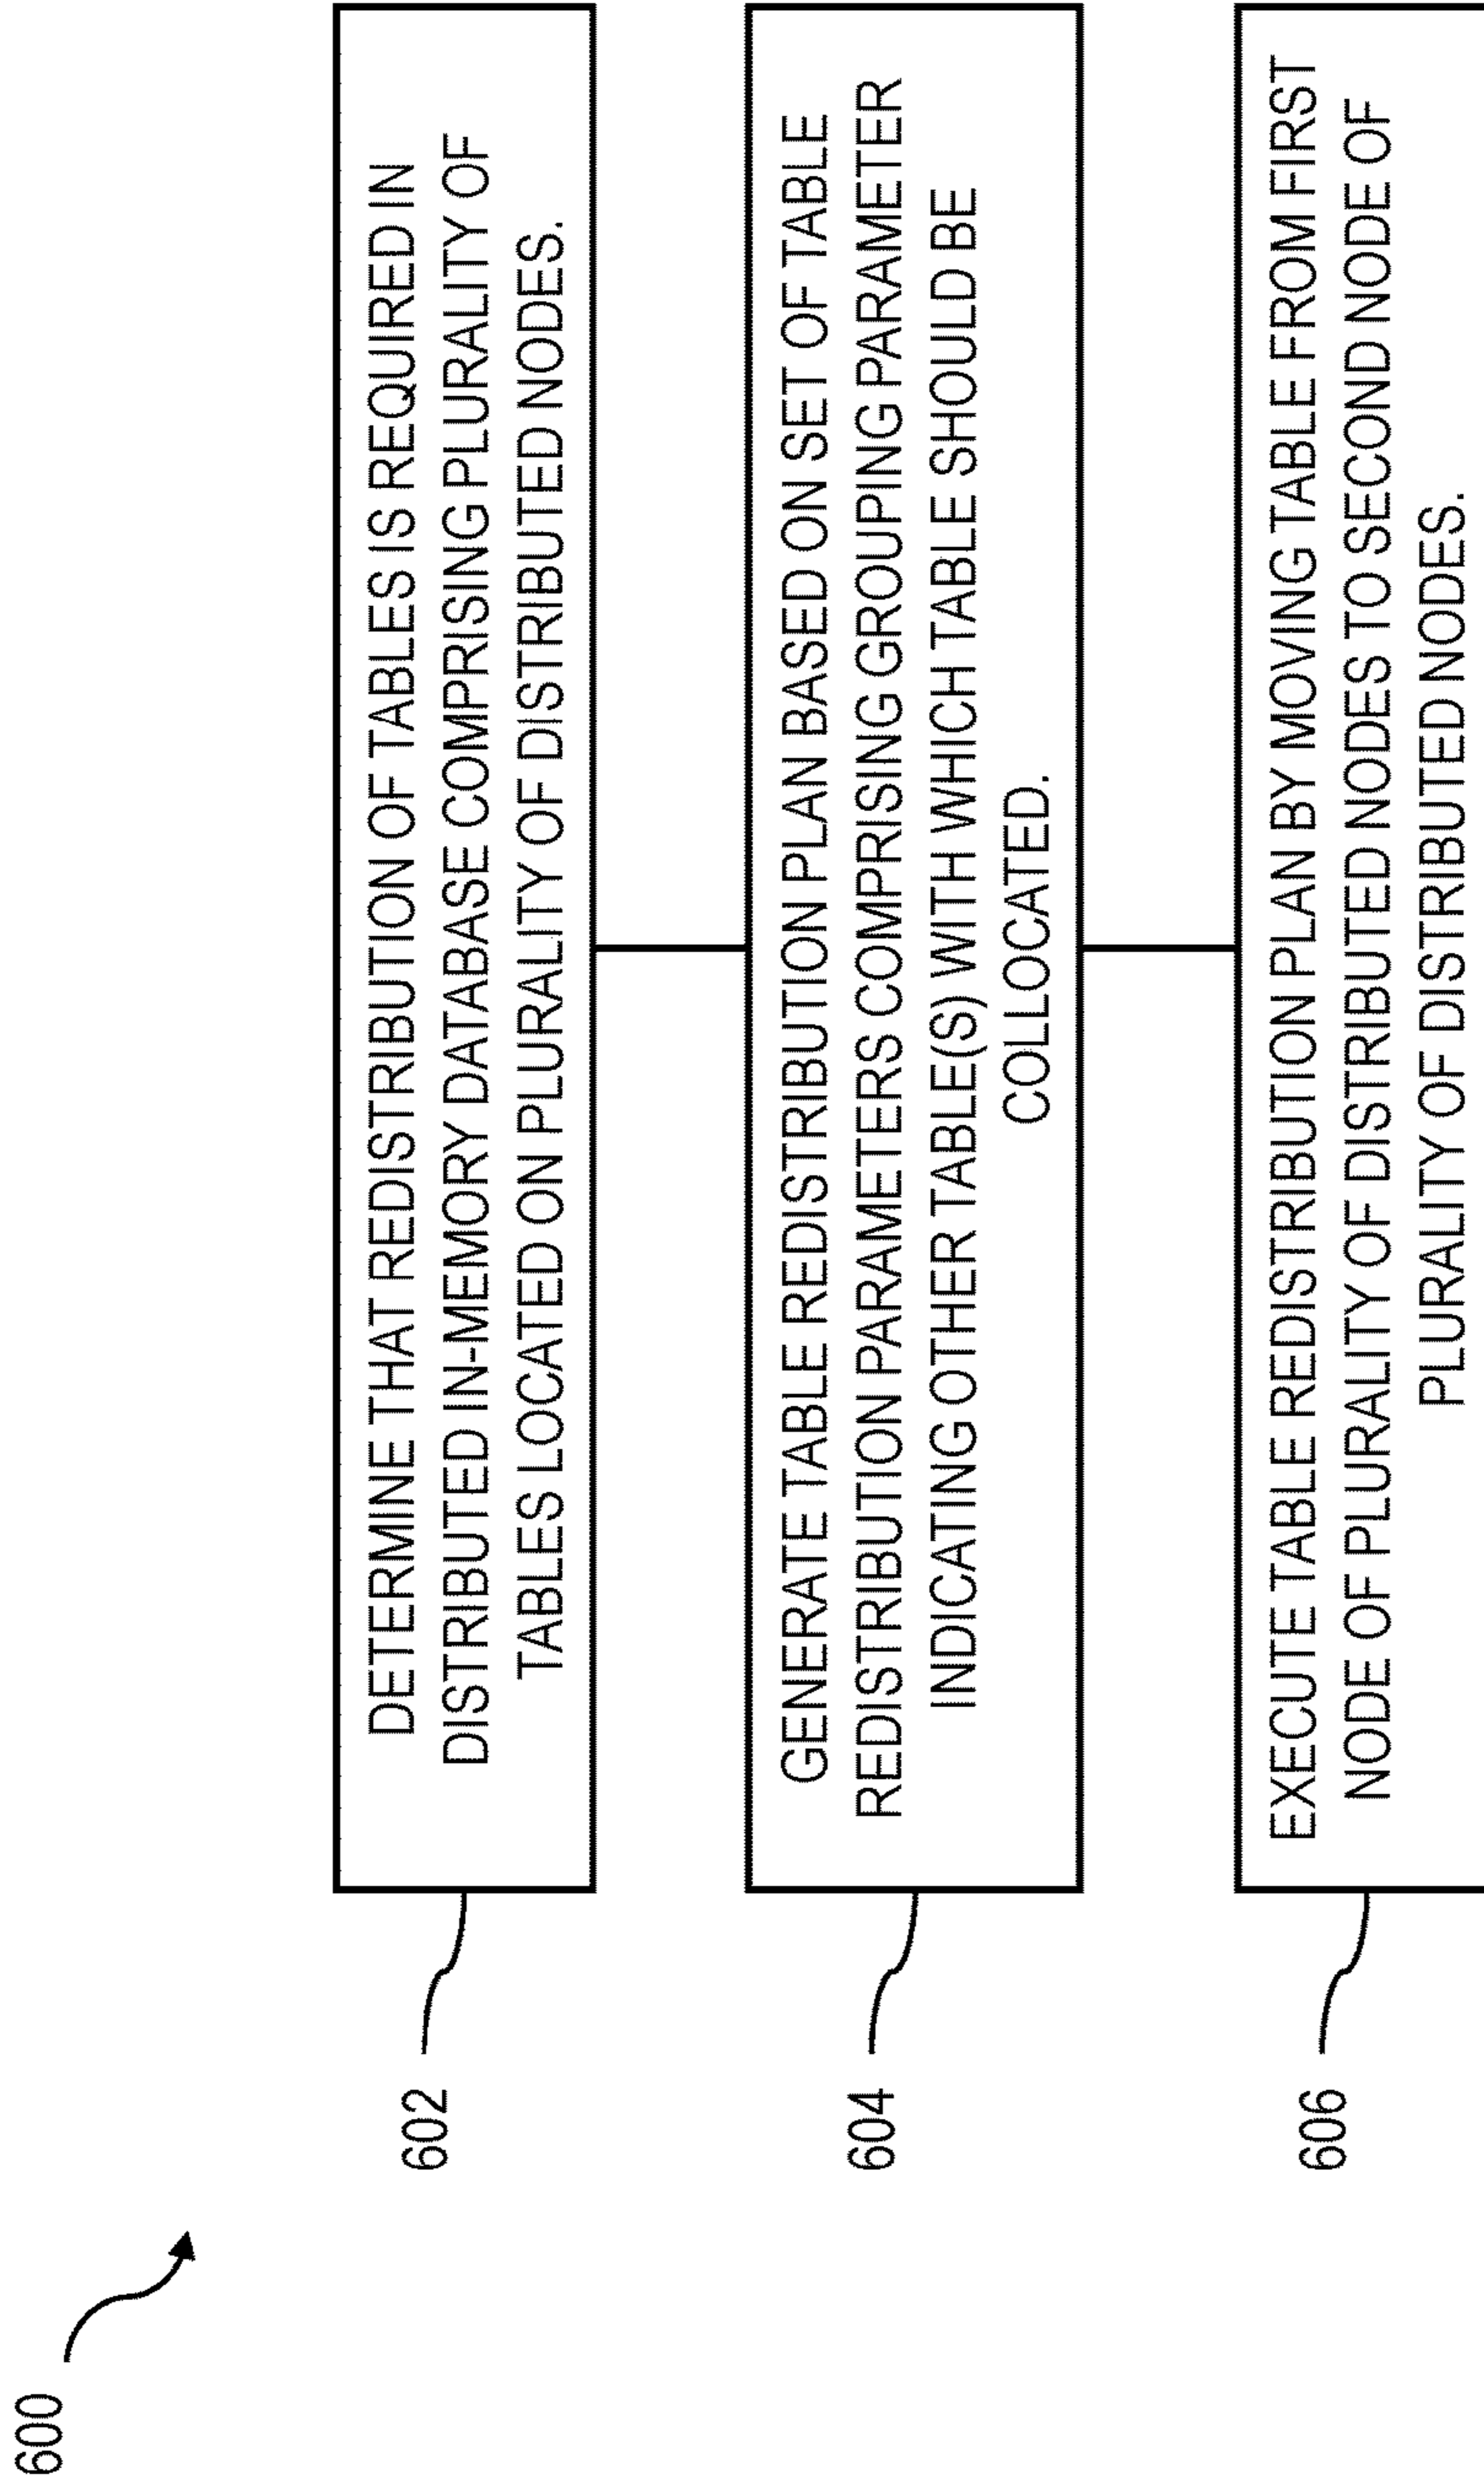 600
602
DETERMINE THAT REDISTRIBUTION OF TABLES IS REQUIRED IN
DISTRIBUTED IN-MEMORY DATABASE COMPRISING PLURALITY OF
TABLES LOCATED ON PLURALITY OF DISTRIBUTED NODES.
604
GENERATE TABLE REDISTRIBUTION PLAN BASED ON SET OF TABLE
REDISTRIBUTION PARAMETERS COMPRISING GROUPING PARAMETER
INDICATING OTHER TABLE(S) WITH WHICH TABLE SHOULD BE
COLLOCATED.
606
EXECUTE TABLE REDISTRIBUTION PLAN BY MOVING TABLE FROM FIRST
NODE OF PLURALITY OF DISTRIBUTED NODES TO SECOND NODE OF
PLURALITY OF DISTRIBUTED NODES.